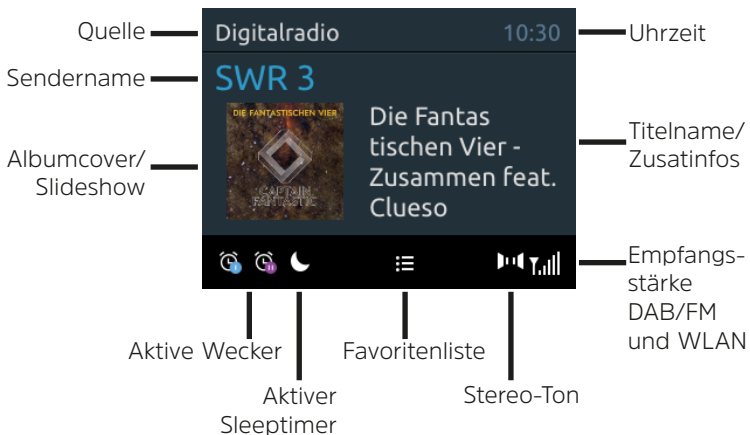 Quelle
Digitalradio
10:30
Uhrzeit
Sendername
SWR 3
Albumcover/
Slideshow
DIE FANTASTISCHEN VIER
CAPTAIN
FANTASTIC
Die Fantas
tischen Vier -
Zusammen feat.
Clueso
Titelname/
Zusatinfos
Empfangs-
stärke
DAB/FM
und WLAN
Aktive Wecker
Favoritenliste
Aktiver
Sleeptimer
Stereo-Ton